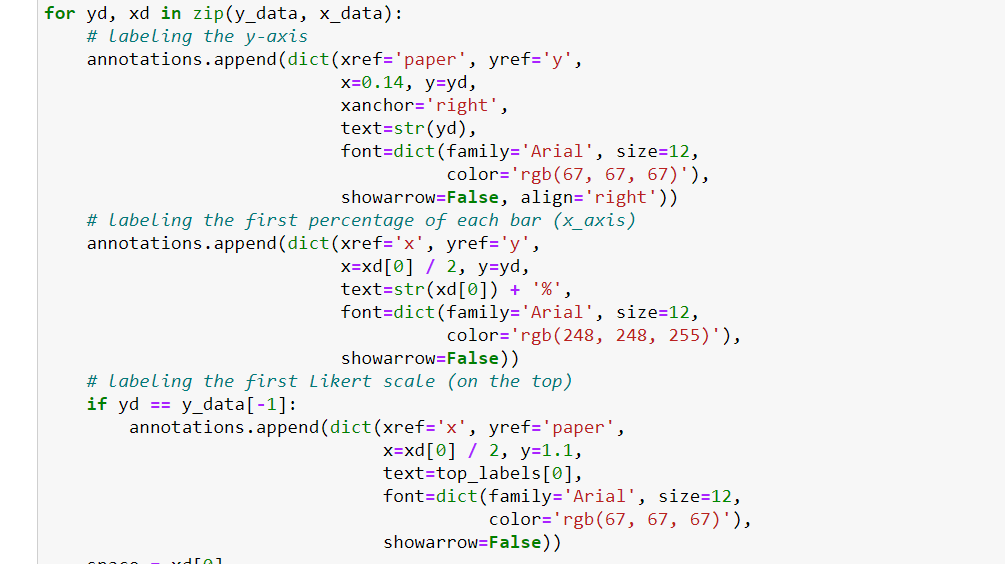 for yd, xd in zip(y_data, x_data):
    # labeling the y-axis
    annotations.append(dict(xref='paper', yref='y',
                            x=0.14, y=yd,
                            xanchor='right',
                            text=str(yd),
                            font=dict(family='Arial', size=12,
                                      color='rgb(67, 67, 67)'),
                            showarrow=False, align='right'))
    # labeling the first percentage of each bar (x_axis)
    annotations.append(dict(xref='x', yref='y',
                            x=xd[0] / 2, y=yd,
                            text=str(xd[0]) + '%',
                            font=dict(family='Arial', size=12,
                                      color='rgb(248, 248, 255)'),
                            showarrow=False))
    # labeling the first Likert scale (on the top)
    if yd == y_data[-1]:
        annotations.append(dict(xref='x', yref='paper',
                                x=xd[0] / 2, y=1.1,
                                text=top_labels[0],
                                font=dict(family='Arial', size=12,
                                          color='rgb(67, 67, 67)'),
                                showarrow=False))
    space = xd[0]